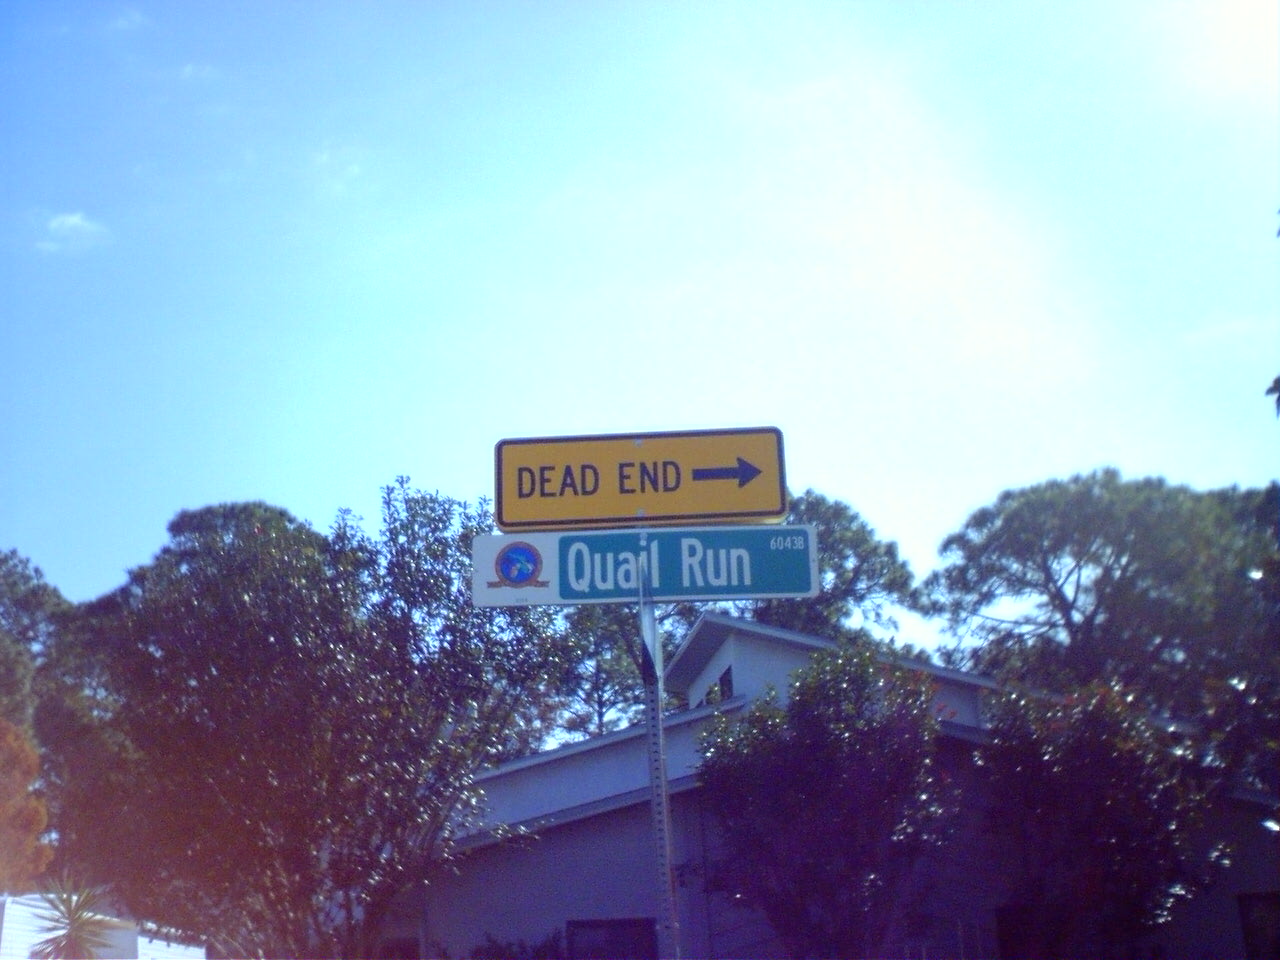 DEAD END
Quail Run 6043B